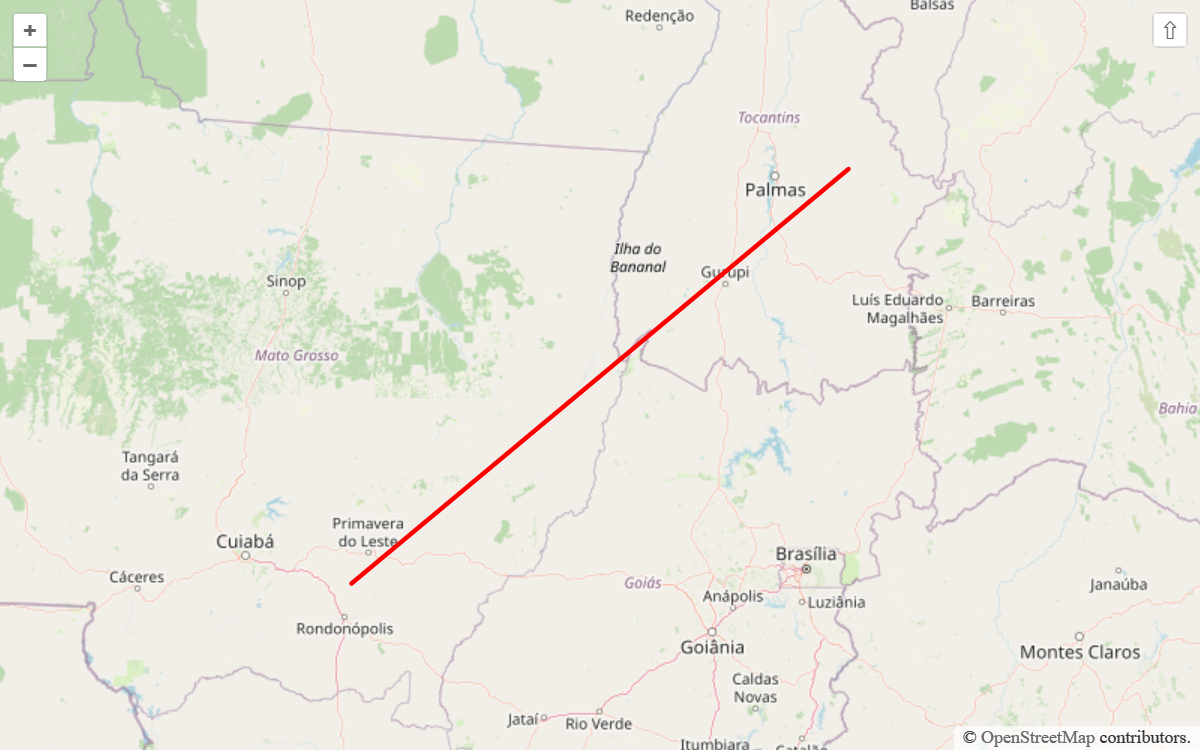 Balsas
Redenção
+
−
⇧
Tocantins
Palmas
Ilha do
Bananal
Gurupi
Sinop
Luís Eduardo
Magalhães
Barreiras
Mato Grosso
Bahia
Tangará
da Serra
Primavera
do Leste
Cuiabá
Brasília
Cáceres
Goiás
Janaúba
Anápolis
Luziânia
Rondonópolis
Goiânia
Montes Claros
Caldas
Novas
Jataí
Rio Verde
Itumbiara
Catalão
© OpenStreetMap contributors.